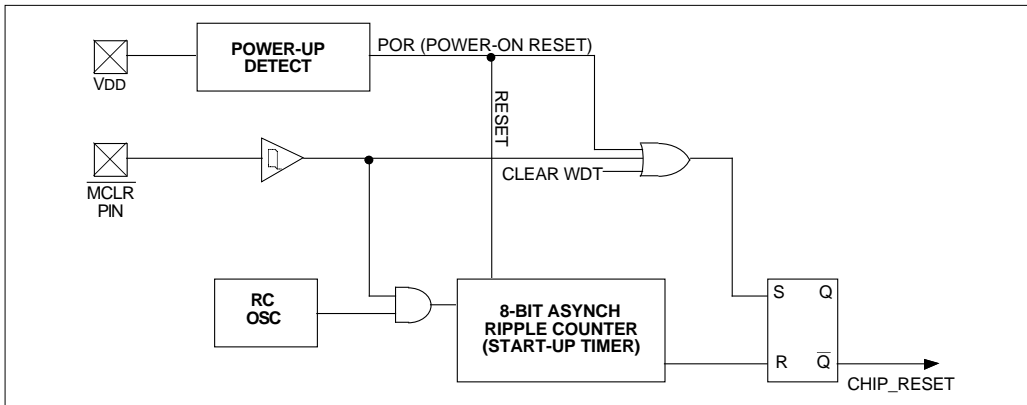 POWER-UP
DETECT
POR (POWER-ON RESET)
VDD
RESET
MCLR
PIN
CLEAR WDT
RC
OSC
8-BIT ASYNCH
RIPPLE COUNTER
(START-UP TIMER)
S Q
R Q̅
CHIP_RESET